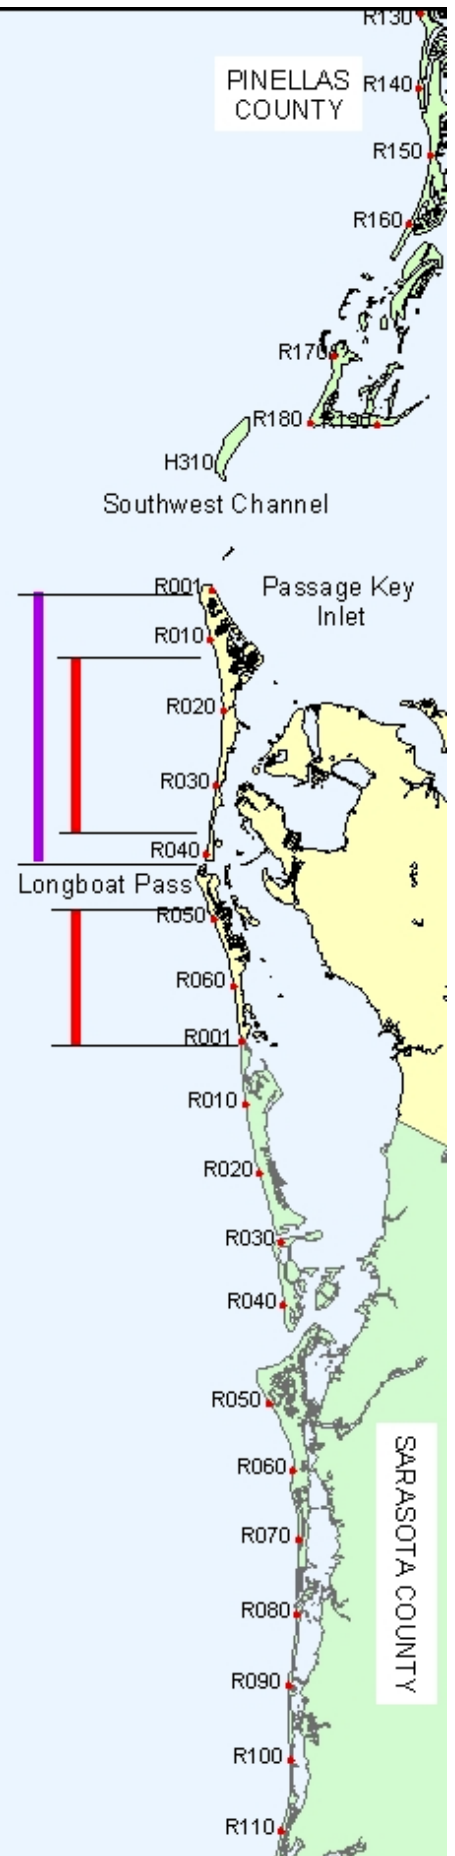 R130
PINELLAS
COUNTY
R140
R150
R160
R170
R180
R190
H310
Southwest Channel
R001
Passage Key
Inlet
R010
R020
R030
R040
Longboat Pass
R050
R060
R001
R010
R020
R030
R040
R050
R060
SARASOTA COUNTY
R070
R080
R090
R100
R110